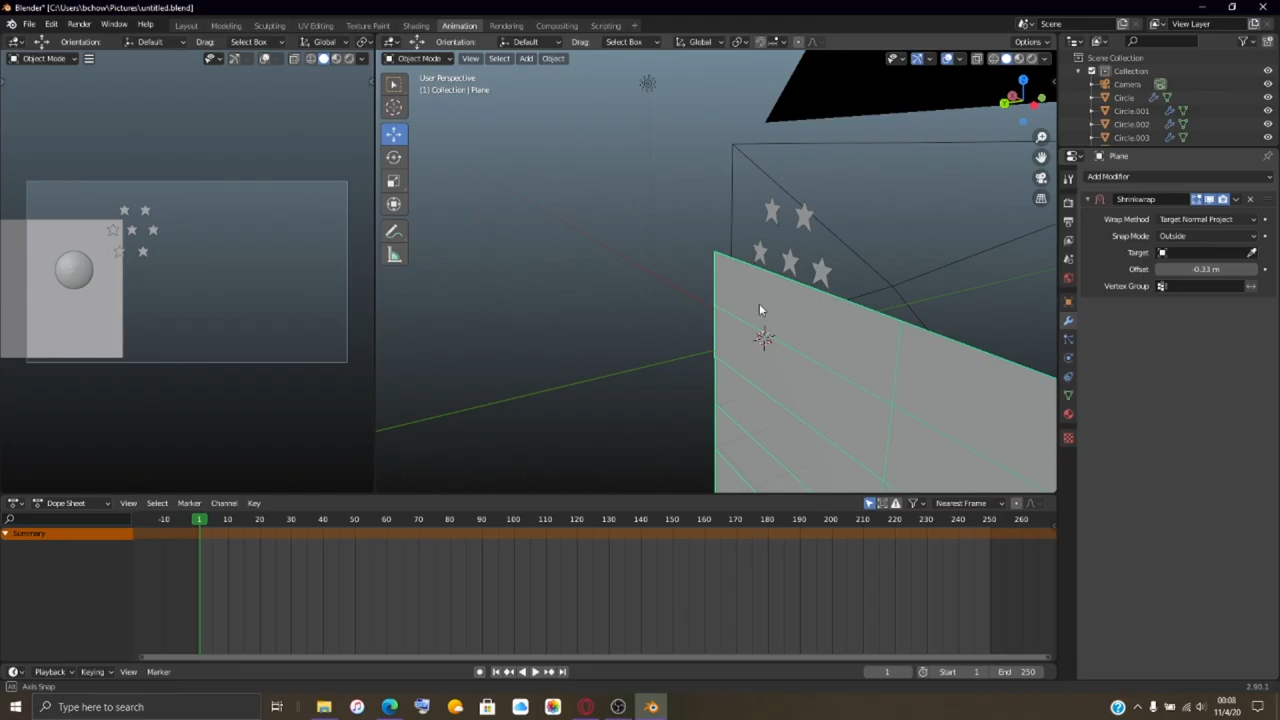 Blender* [C:\Users\bchow\Pictures\untitled.blend]
File Edit Render Window Help Layout Modeling Sculpting UV Editing Texture Paint Shading Animation Rendering Compositing Scripting + Scene View Layer
Orientation: Default Drag: Select Box Global Orientation: Default Drag: Select Box Global Options
Object Mode Object Mode View Select Add Object
User Perspective
(1) Collection | Plane
Scene Collection
Collection
Camera
Circle
Circle.001
Circle.002
Circle.003
Plane
Add Modifier
Shrinkwrap
Wrap Method Target Normal Project
Snap Mode Outside
Target
Offset -0.33 m
Vertex Group
Dope Sheet View Select Marker Channel Key Nearest Frame
-10 1 10 20 30 40 50 60 70 80 90 100 110 120 130 140 150 160 170 180 190 200 210 220 230 240 250 260
Summary
Playback Keying View Marker 1 Start 1 End 250
Axis Snap 2.90.1
Type here to search
00:08
11/4/20